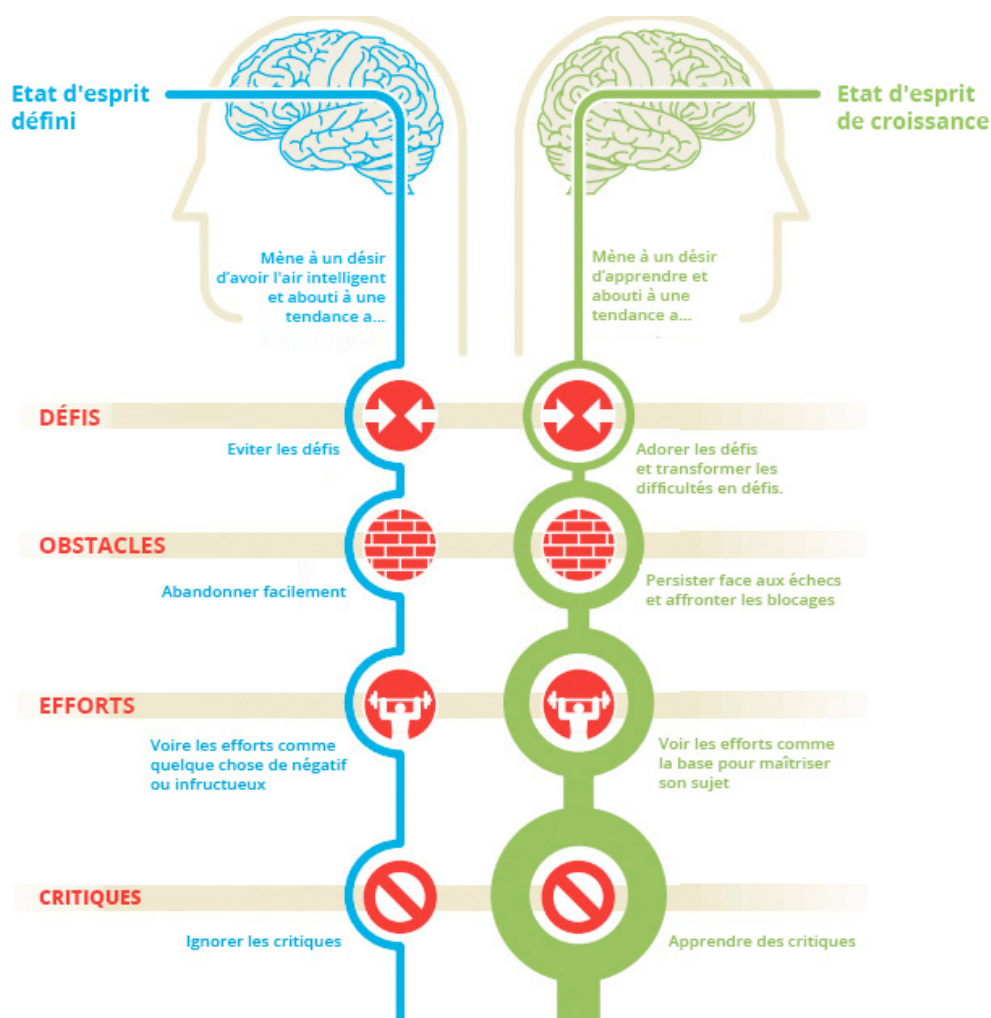 Etat d'esprit
défini
Etat d'esprit
de croissance
Mène à un désir
d'avoir l'air intelligent
et abouti à une
tendance a...
Mène à un désir
d'apprendre et
abouti à une
tendance a...
DÉFIS
Eviter les défis
Adorer les défis
et transformer les
difficultés en défis.
OBSTACLES
Abandonner facilement
Persister face aux échecs
et affronter les blocages
EFFORTS
Voire les efforts comme
quelque chose de négatif
ou infructueux
Voir les efforts comme
la base pour maîtriser
son sujet
CRITIQUES
Ignorer les critiques
Apprendre des critiques